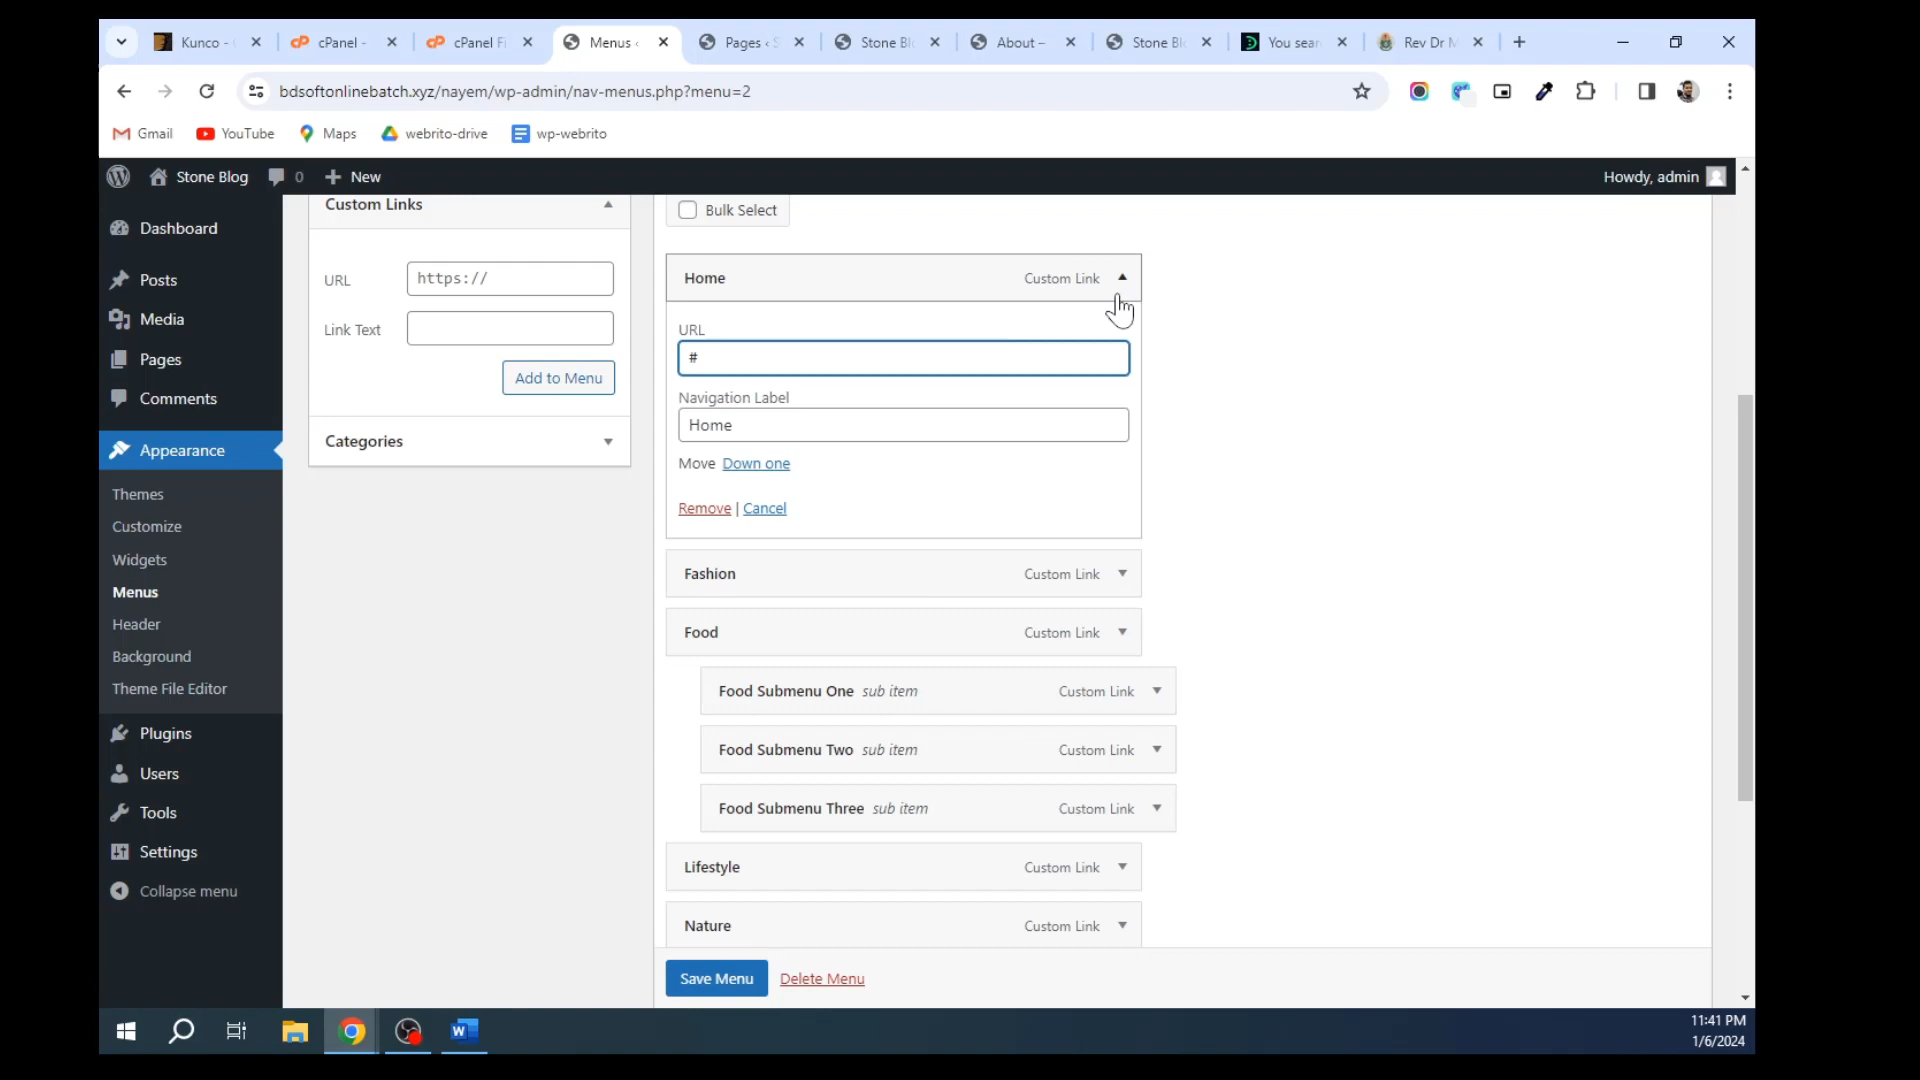 Kunco -
cPanel -
cPanel Fi
Menus ‹
Pages ‹ S
Stone Bl
About –
Stone Bl
You sear
Rev Dr M
bdsoftonlinebatch.xyz/nayem/wp-admin/nav-menus.php?menu=2
Gmail
YouTube
Maps
webrito-drive
wp-webrito
Stone Blog
0
New
Howdy, admin
Dashboard
Posts
Media
Pages
Comments
Appearance
Themes
Customize
Widgets
Menus
Header
Background
Theme File Editor
Plugins
Users
Tools
Settings
Collapse menu
Custom Links
URL
https://
Link Text
Add to Menu
Categories
Bulk Select
Home Custom Link
URL
#
Navigation Label
Home
Move Down one
Remove | Cancel
Fashion Custom Link
Food Custom Link
Food Submenu One sub item Custom Link
Food Submenu Two sub item Custom Link
Food Submenu Three sub item Custom Link
Lifestyle Custom Link
Nature Custom Link
Save Menu Delete Menu
11:41 PM
1/6/2024